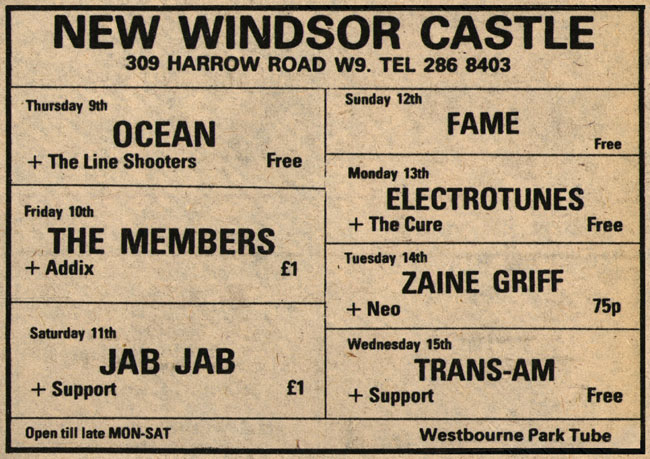 NEW WINDSOR CASTLE
309 HARROW ROAD W9. TEL 286 8403
Thursday 9th
OCEAN
+ The Line Shooters Free
Friday 10th
THE MEMBERS
+ Addix £1
Saturday 11th
JAB JAB
+ Support £1
Sunday 12th
FAME
Free
Monday 13th
ELECTROTUNES
+ The Cure Free
Tuesday 14th
ZAINE GRIFF
+ Neo 75p
Wednesday 15th
TRANS-AM
+ Support Free
Open till late MON-SAT
Westbourne Park Tube